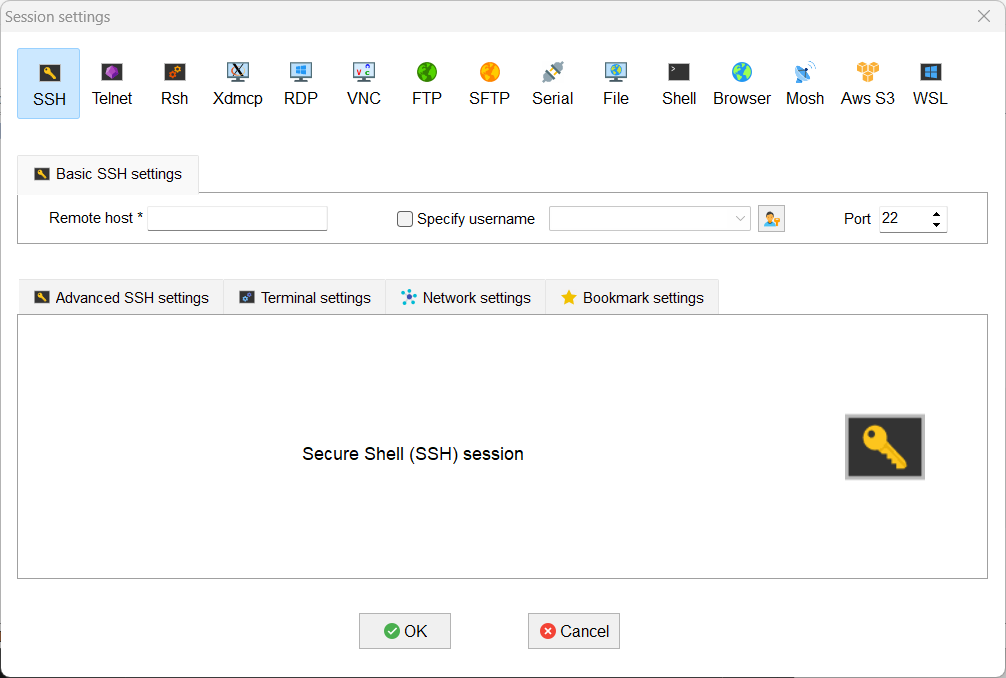 Session settings
SSH Telnet Rsh Xdmcp RDP VNC FTP SFTP Serial File Shell Browser Mosh Aws S3 WSL
Basic SSH settings
Remote host * Specify username Port 22
Advanced SSH settings Terminal settings Network settings Bookmark settings
Secure Shell (SSH) session
OK Cancel